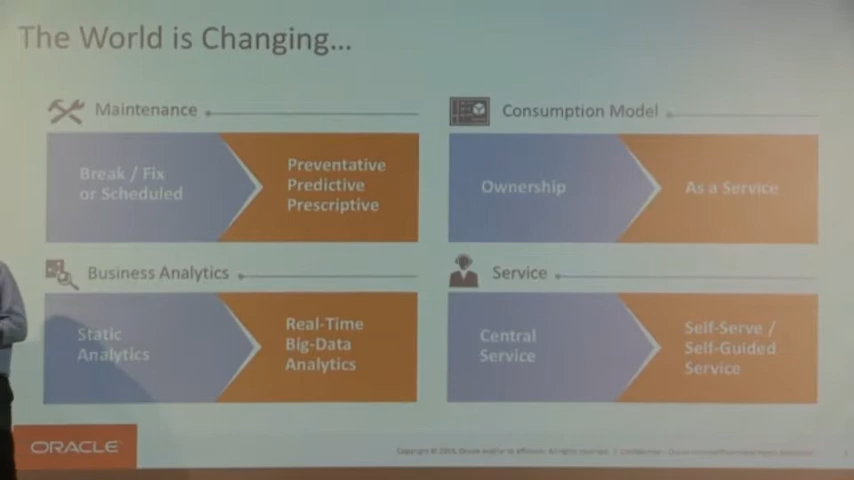 The World is Changing...
Maintenance
Break / Fix
or Scheduled
Preventative
Predictive
Prescriptive
Consumption Model
Ownership
As a Service
Business Analytics
Static
Analytics
Real-Time
Big-Data
Analytics
Service
Central
Service
Self-Serve /
Self-Guided
Service
ORACLE